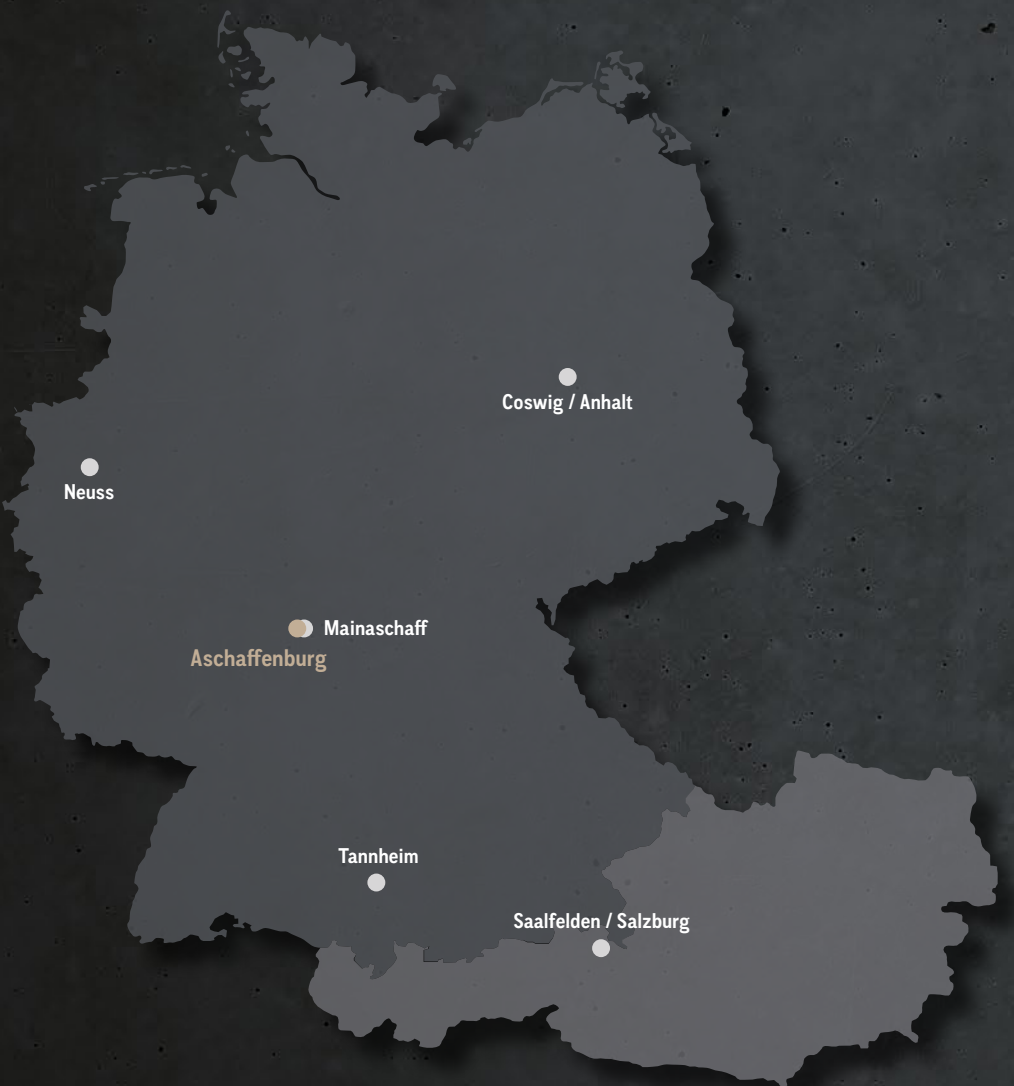 Coswig / Anhalt
Neuss
Mainaschaff
Aschaffenburg
Tannheim
Saalfelden / Salzburg